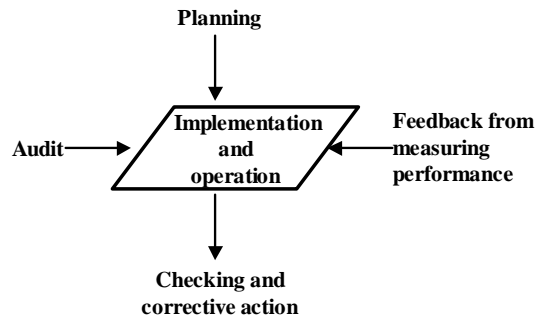 Planning
Implementation
and
operation
Audit
Feedback from
measuring
performance
Checking and
corrective action